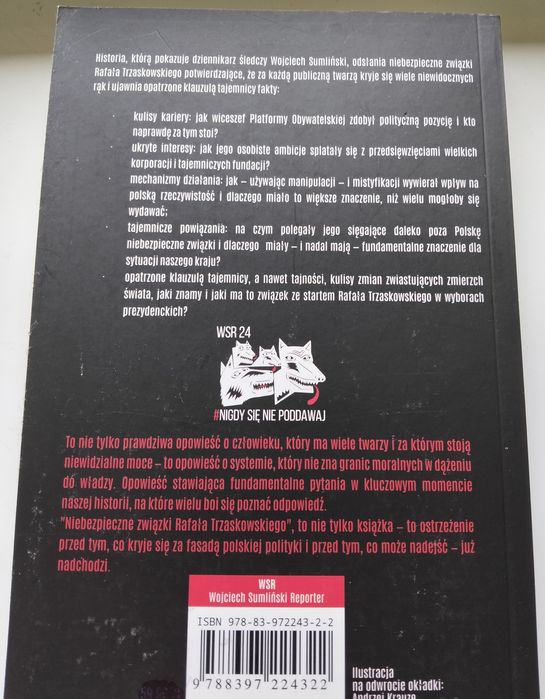 Historia, którą pokazuje dziennikarz śledczy Wojciech Sumliński, odsłania niebezpieczne związki
Rafała Trzaskowskiego potwierdzające, że za każdą publiczną twarzą kryje się wiele niewidocznych
rąk i ujawnia opatrzone klauzulą tajemnicy fakty:
· kulisy kariery: jak wiceszef Platformy Obywatelskiej zdobył polityczną pozycję i kto
naprawdę za tym stoi?
· ukryte interesy: jak jego osobiste ambicje splatały się z przedsięwzięciami wielkich
korporacji i tajemniczych fundacji?
· mechanizmy działania: jak – używając manipulacji – i mistyfikacji wywierał wpływ na
polską rzeczywistość i dlaczego miało to większe znaczenie, niż wielu mogłoby się
wydawać;
· tajemnicze powiązania: na czym polegały jego sięgające daleko poza Polskę
niebezpieczne związki i dlaczego miały – i nadal mają – fundamentalne znaczenie dla
sytuacji naszego kraju?
· opatrzone klauzulą tajemnicy, a nawet tajności, kulisy zmian zwiastujących zmierzch
świata, jaki znamy i jaki ma to związek ze startem Rafała Trzaskowskiego w wyborach
prezydenckich?
WSR 24
#NIGDY SIĘ NIE PODDAWAJ
To nie tylko prawdziwa opowieść o człowieku, który ma wiele twarzy i za którym stoją
niewidzialne moce – to opowieść o systemie, który nie zna granic moralnych w dążeniu
do władzy. Opowieść stawiająca fundamentalne pytania w kluczowym momencie
naszej historii, na które wielu boi się poznać odpowiedź.
"Niebezpieczne związki Rafała Trzaskowskiego", to nie tylko książka – to ostrzeżenie
przed tym, co kryje się za fasadą polskiej polityki i przed tym, co może nadejść – już
nadchodzi.
WSR
Wojciech Sumliński Reporter
ISBN 978-83-972243-2-2
9 788397 224322
Ilustracja
na odwrocie okładki:
Andrzej Krauze